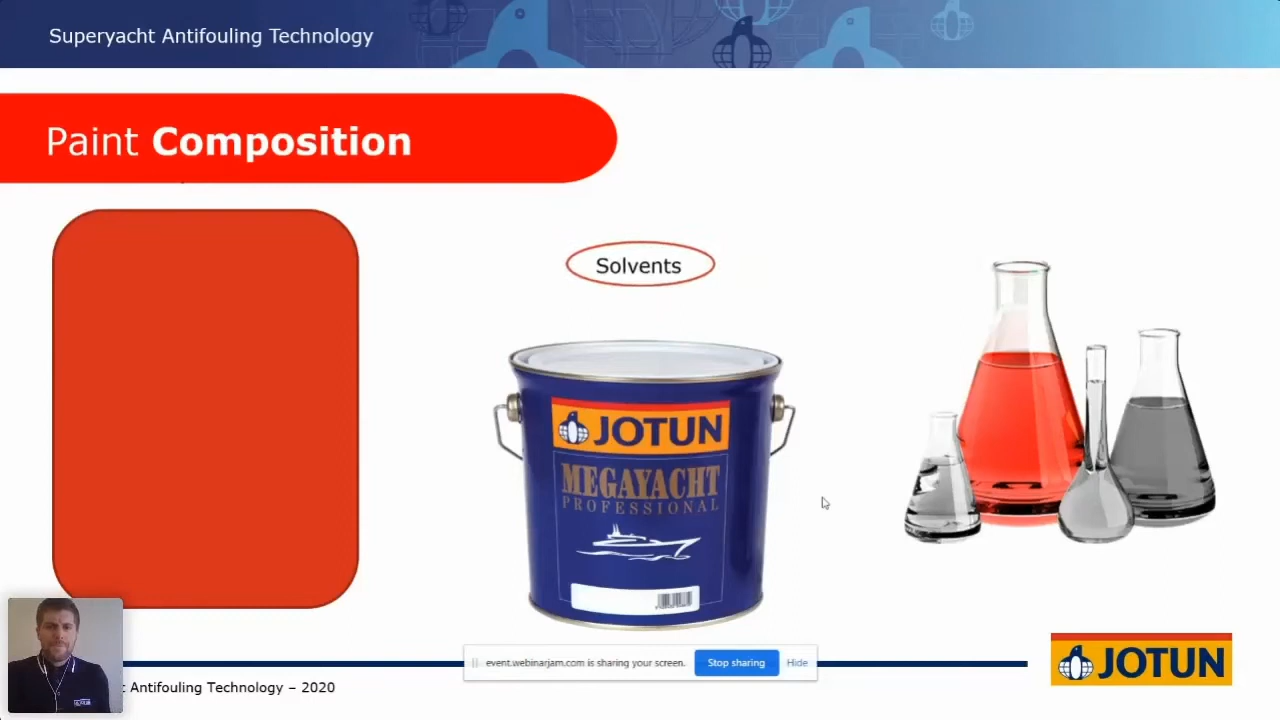 Superyacht Antifouling Technology
Paint Composition
Solvents
JOTUN
MEGAYACHT
PROFESSIONAL
event.webinarjam.com is sharing your screen.
Stop sharing
Hide
t Antifouling Technology – 2020
JOTUN